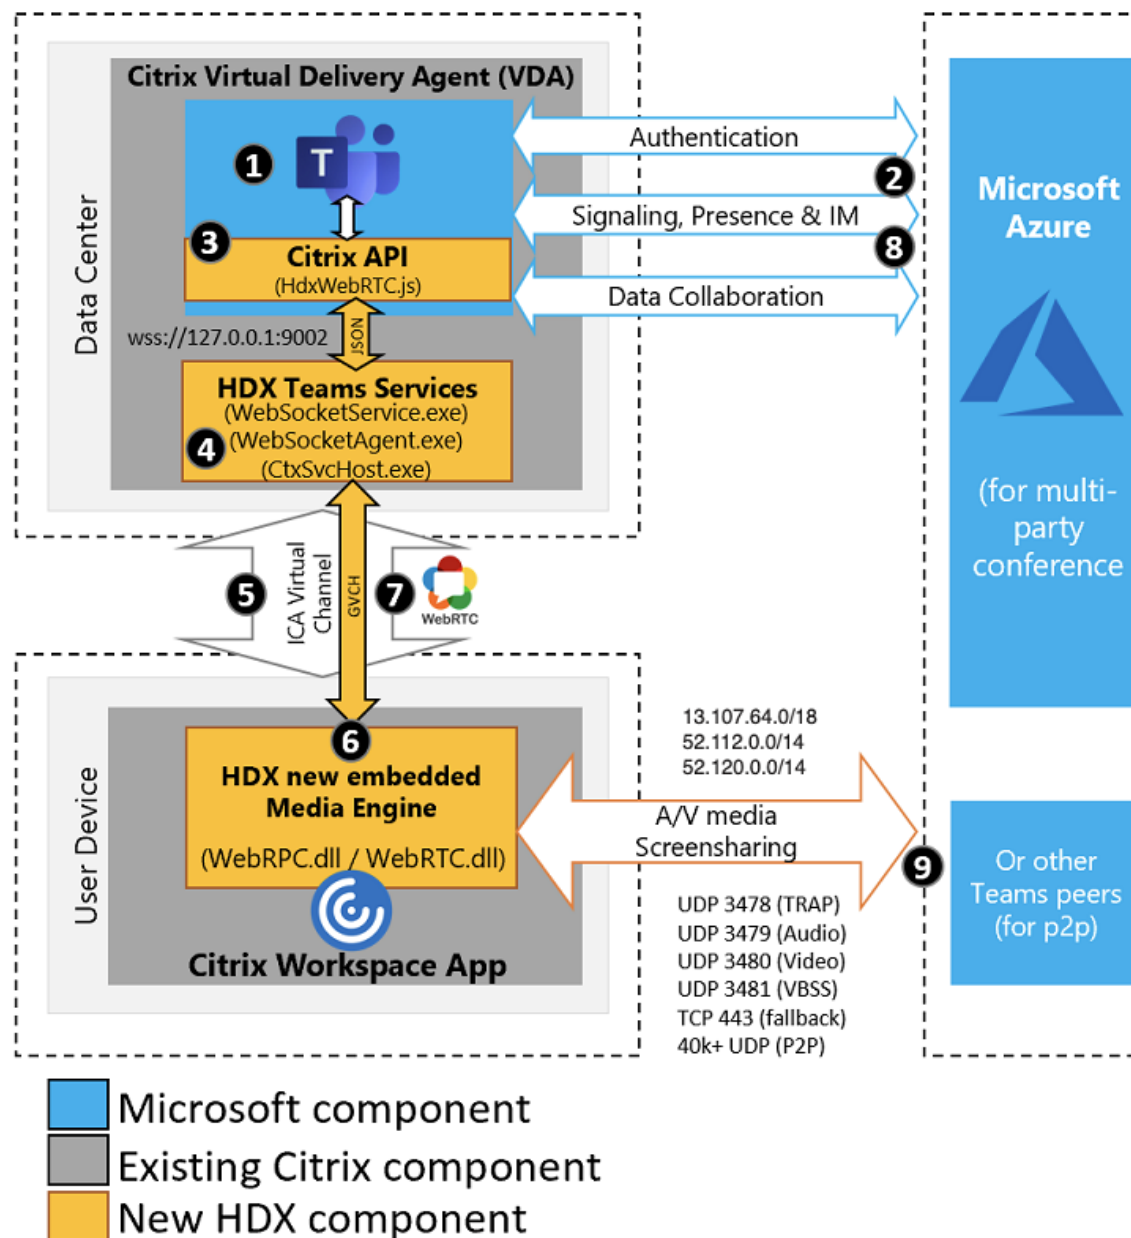 Citrix Virtual Delivery Agent (VDA)
T
1
Authentication
2
Signaling, Presence & IM
8
Data Collaboration
Microsoft
Azure
(for multi-
party
conference
Data Center
3
Citrix API
(HdxWebRTC.js)
wss://127.0.0.1:9002
JSON
HDX Teams Services
(WebSocketService.exe)
4
(WebSocketAgent.exe)
(CtxSvcHost.exe)
5
ICA Virtual
Channel
GVCH
7
WebRTC
User Device
6
HDX new embedded
Media Engine
(WebRPC.dll / WebRTC.dll)
Citrix Workspace App
13.107.64.0/18
52.112.0.0/14
52.120.0.0/14
A/V media
Screensharing
9
Or other
Teams peers
(for p2p)
UDP 3478 (TRAP)
UDP 3479 (Audio)
UDP 3480 (Video)
UDP 3481 (VBSS)
TCP 443 (fallback)
40k+ UDP (P2P)
Microsoft component
Existing Citrix component
New HDX component